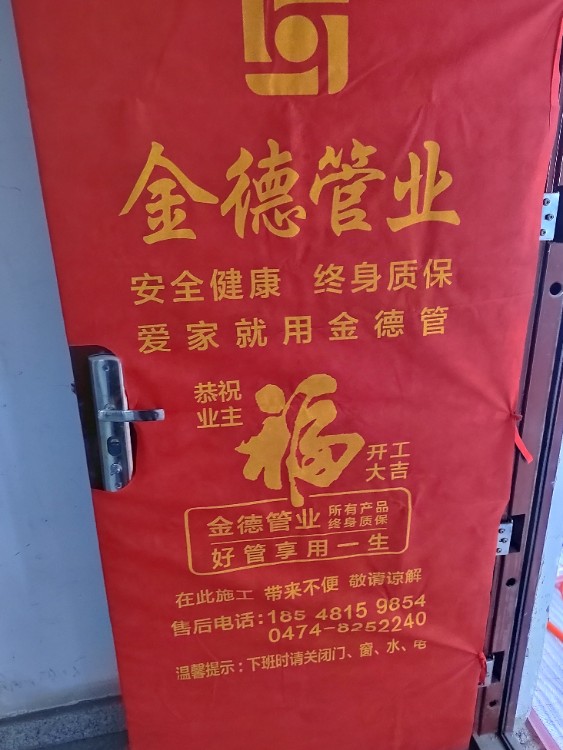 金德管业
安全健康 终身质保
爱家就用金德管
恭祝
业主
福
开工
大吉
金德管业 所有产品
终身质保
好管享用一生
在此施工 带来不便 敬请谅解
售后电话:185 4815 9854
0474-8252240
温馨提示:下班时请关闭门、窗、水、电